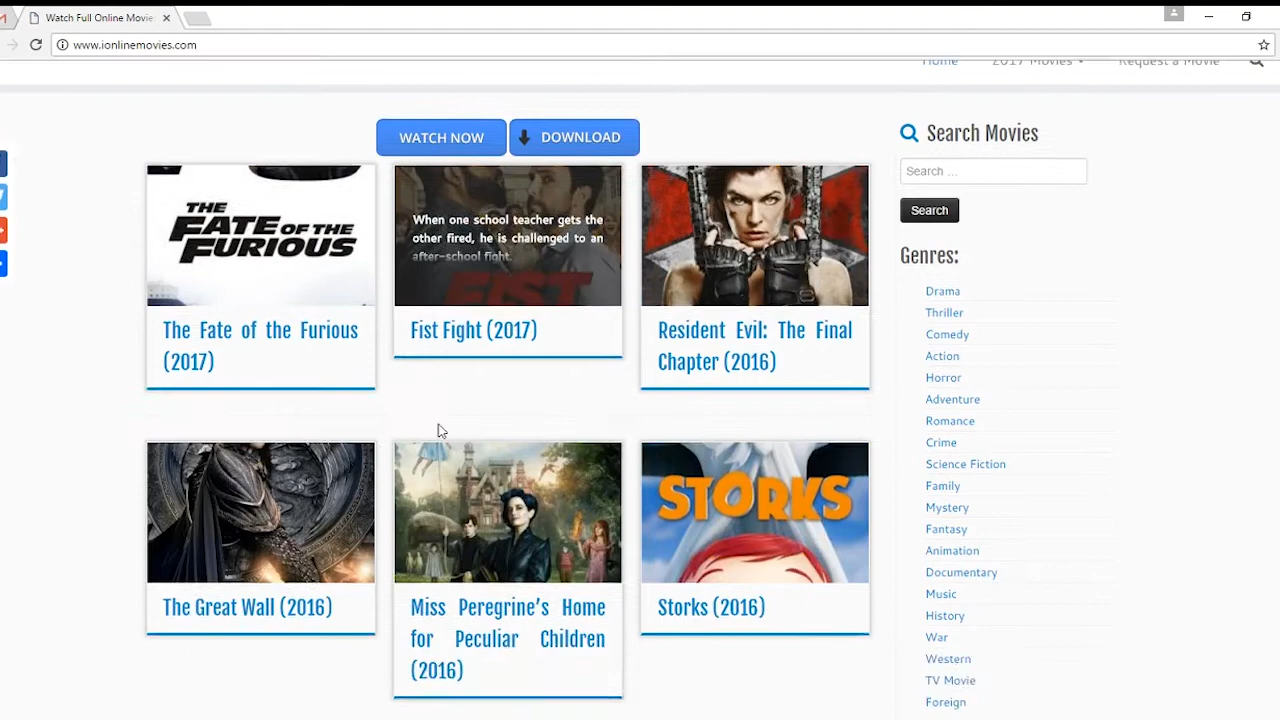 Watch Full Online Movie
www.ionlinemovies.com
Home 2017 Movies Request a Movie
WATCH NOW DOWNLOAD
THE
FATE OF THE
FURIOUS
When one school teacher gets the
other fired, he is challenged to an
after-school fight.
FIST
The Fate of the Furious
(2017)
Fist Fight (2017)
Resident Evil: The Final
Chapter (2016)
STORKS
The Great Wall (2016)
Miss Peregrine's Home
for Peculiar Children
(2016)
Storks (2016)
Search Movies
Search ...
Search
Genres:
Drama
Thriller
Comedy
Action
Horror
Adventure
Romance
Crime
Science Fiction
Family
Mystery
Fantasy
Animation
Documentary
Music
History
War
Western
TV Movie
Foreign